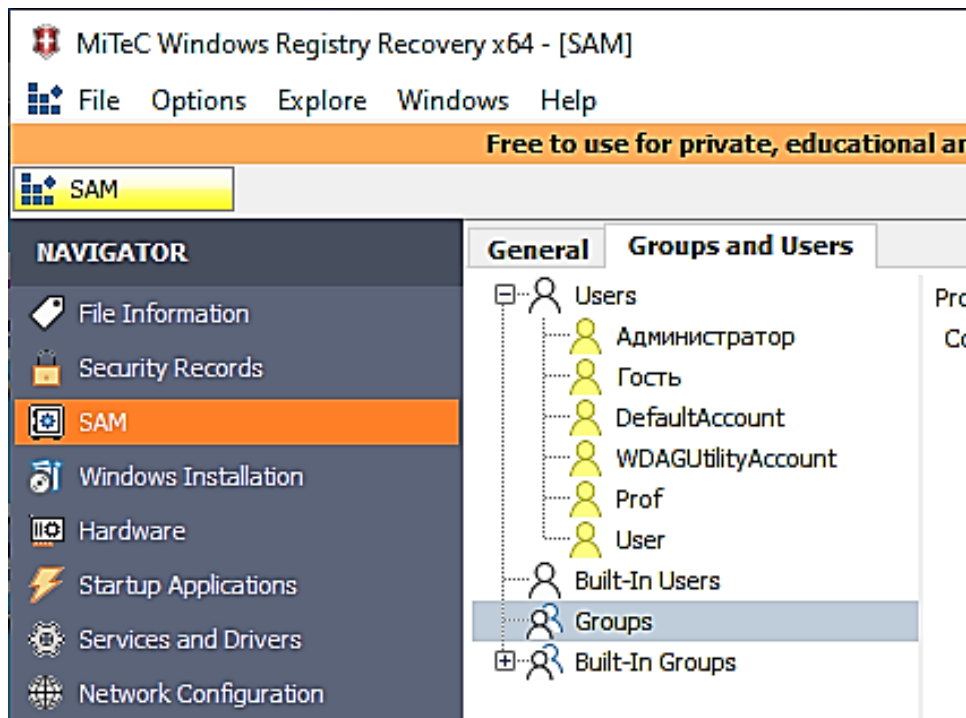 MiTeC Windows Registry Recovery x64 - [SAM]
File Options Explore Windows Help
Free to use for private, educational
SAM
NAVIGATOR
File Information
Security Records
SAM
Windows Installation
Hardware
Startup Applications
Services and Drivers
Network Configuration
General Groups and Users
Users
Администратор
Гость
DefaultAccount
WDAGUtilityAccount
Prof
User
Built-In Users
Groups
Built-In Groups